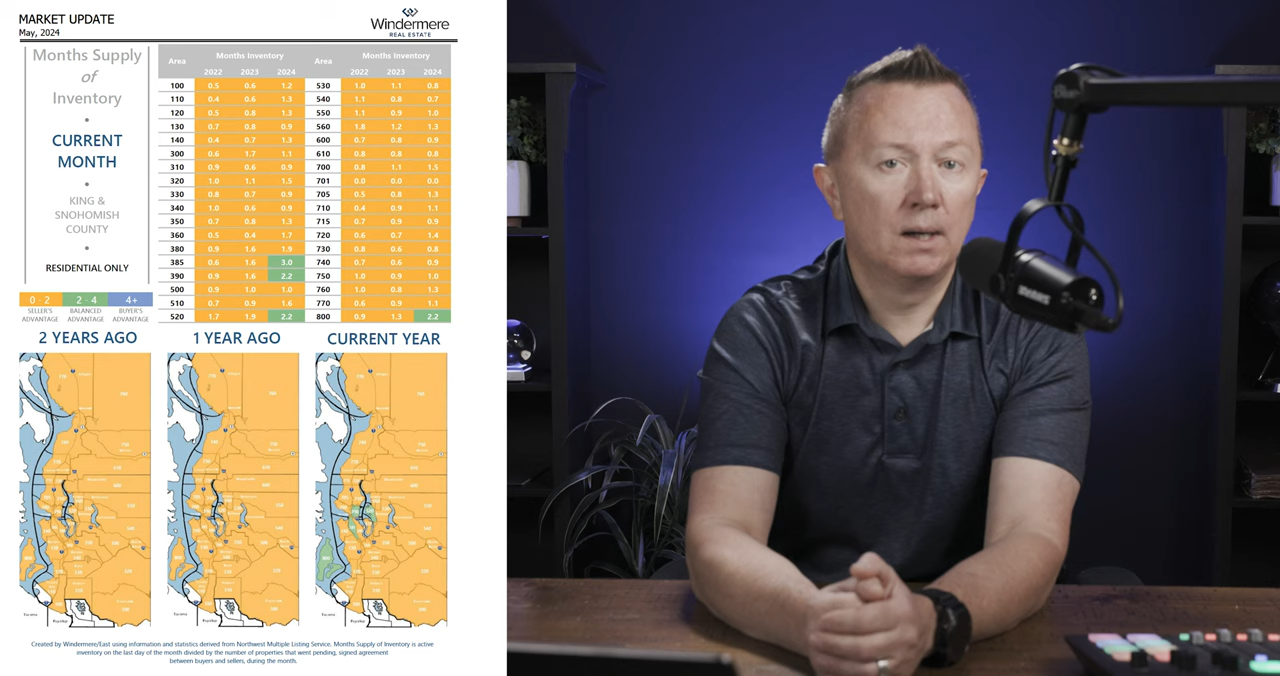 MARKET UPDATE
May, 2024
Windermere
REAL ESTATE
Months Supply
of
Inventory
•
CURRENT
MONTH
•
KING &
SNOHOMISH
COUNTY
•
RESIDENTIAL ONLY
0 - 2 2 - 4 4+
SELLER'S BALANCED BUYER'S
ADVANTAGE ADVANTAGE ADVANTAGE
Area Months Inventory Area Months Inventory
2022 2023 2024 2022 2023 2024
100 0.5 0.6 1.2 530 1.0 1.1 0.8
110 0.4 0.6 1.3 540 1.1 0.8 0.7
120 0.5 0.8 1.3 550 1.1 0.9 1.0
130 0.7 0.8 0.9 560 1.8 1.2 1.3
140 0.4 0.7 1.3 600 0.7 0.8 0.9
300 0.6 1.7 1.1 610 0.8 0.8 0.8
310 0.9 0.6 0.9 700 0.8 1.1 1.5
320 1.0 1.1 1.5 701 0.0 0.0 0.0
330 0.8 0.7 0.9 705 0.5 0.8 1.3
340 1.0 0.6 0.9 710 0.4 0.9 1.1
350 0.7 0.8 1.3 715 0.7 0.9 0.9
360 0.5 0.4 1.7 720 0.6 0.7 1.4
380 0.9 1.6 1.9 730 0.8 0.6 0.8
385 0.6 1.6 3.0 740 0.7 0.6 0.9
390 0.9 1.6 2.2 750 1.0 0.9 1.0
500 0.9 1.0 1.0 760 1.0 0.8 1.3
510 0.7 0.9 1.6 770 0.6 0.9 1.1
520 1.7 1.9 2.2 800 0.9 1.3 2.2
2 YEARS AGO 1 YEAR AGO CURRENT YEAR
Created by Windermere/East using information and statistics derived from Northwest Multiple Listing Service. Months Supply of Inventory is active
inventory on the last day of the month divided by the number of properties that went pending, signed agreement
between buyers and sellers, during the month.